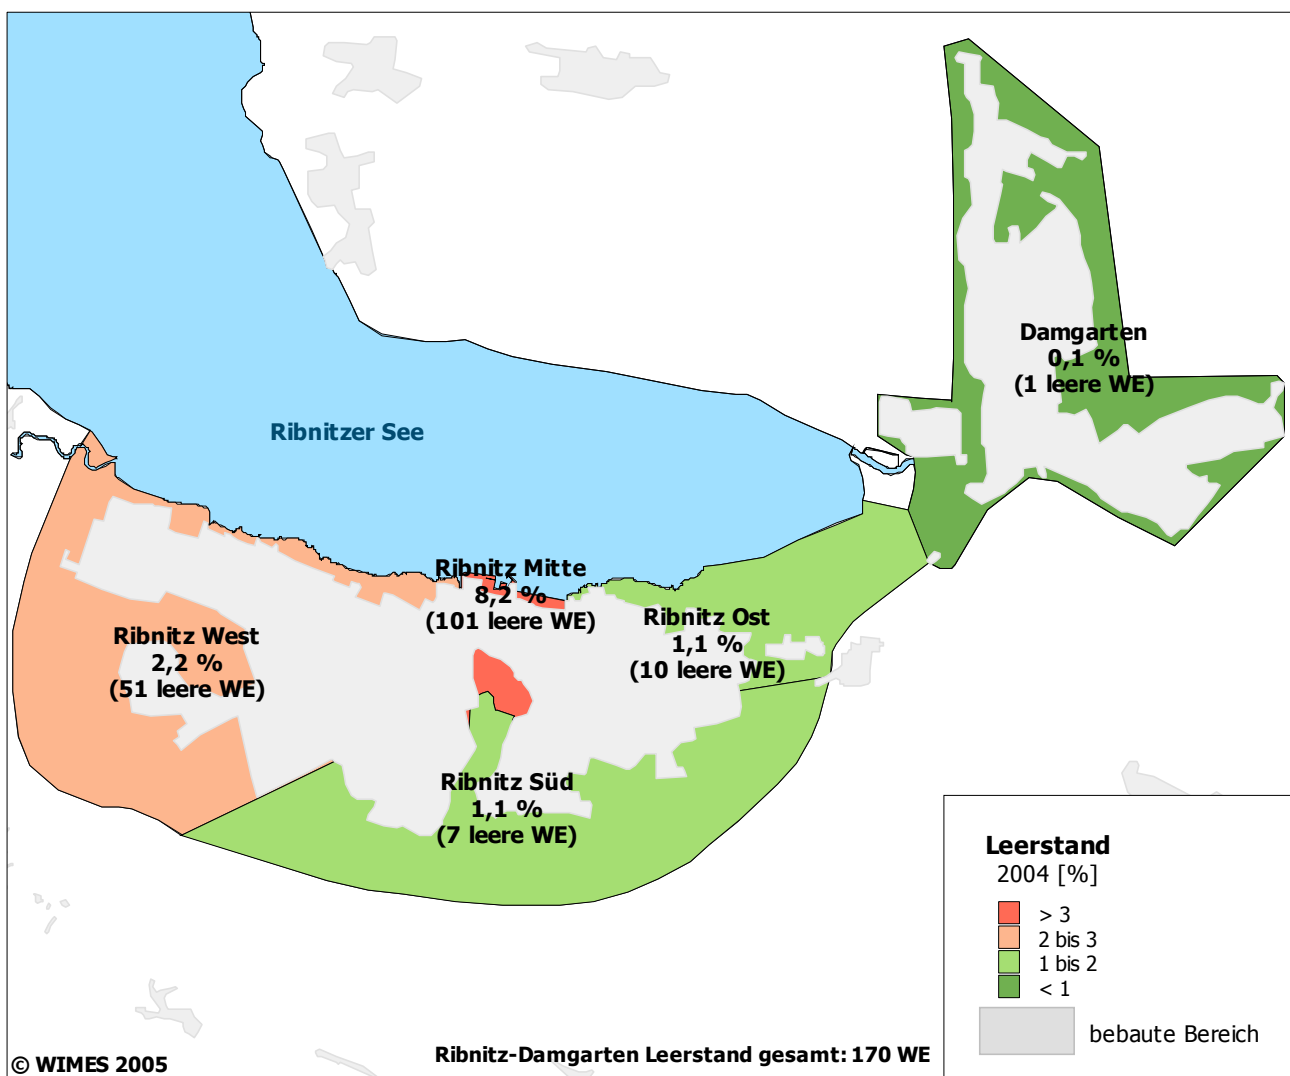 Damgarten
0,1 %
(1 leere WE)
Ribnitzer See
Ribnitz Mitte
8,2 %
(101 leere WE)
Ribnitz Ost
1,1 %
(10 leere WE)
Ribnitz West
2,2 %
(51 leere WE)
Ribnitz Süd
1,1 %
(7 leere WE)
Leerstand
2004 [%]
> 3
2 bis 3
1 bis 2
< 1
bebaute Bereich
Ribnitz-Damgarten Leerstand gesamt: 170 WE
© WIMES 2005